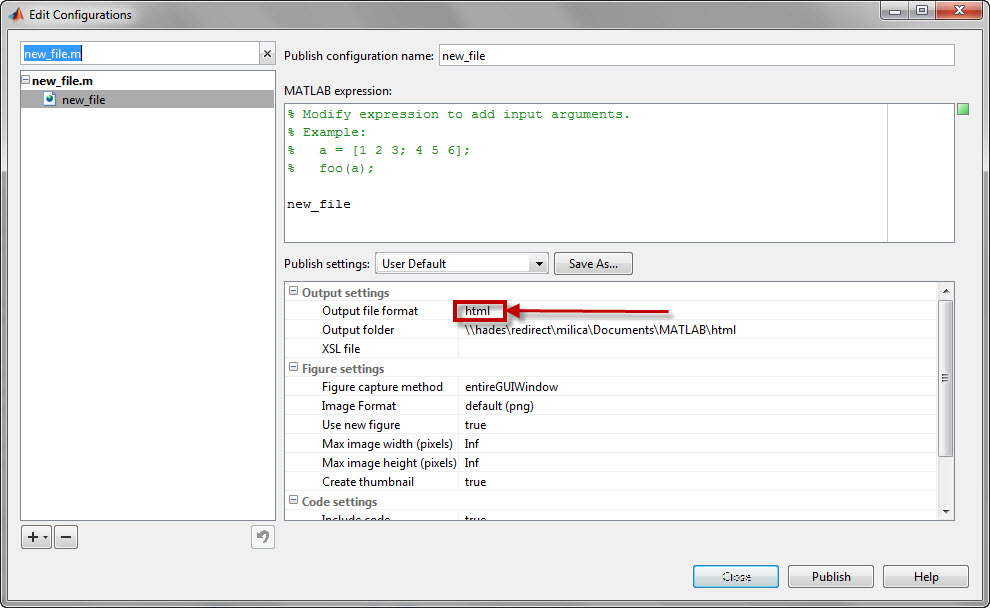 Edit Configurations
new_file.m
new_file.m
new_file
Publish configuration name: new_file
MATLAB expression:
% Modify expression to add input arguments.
% Example:
%   a = [1 2 3; 4 5 6];
%   foo(a);
new_file
Publish settings: User Default Save As...
Output settings
Output file format html
Output folder \\hades\redirect\milica\Documents\MATLAB\html
XSL file
Figure settings
Figure capture method entireGUIWindow
Image Format default (png)
Use new figure true
Max image width (pixels) Inf
Max image height (pixels) Inf
Create thumbnail true
Code settings
Include code true
Close Publish Help